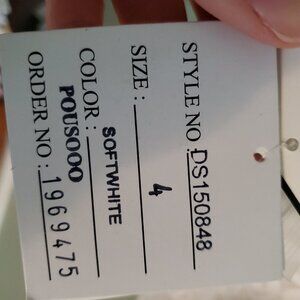 STYLE NO. DS150848
SIZE : 4
COLOR : SOFTWHITE
POUSOOO
ORDER NO : 1969475